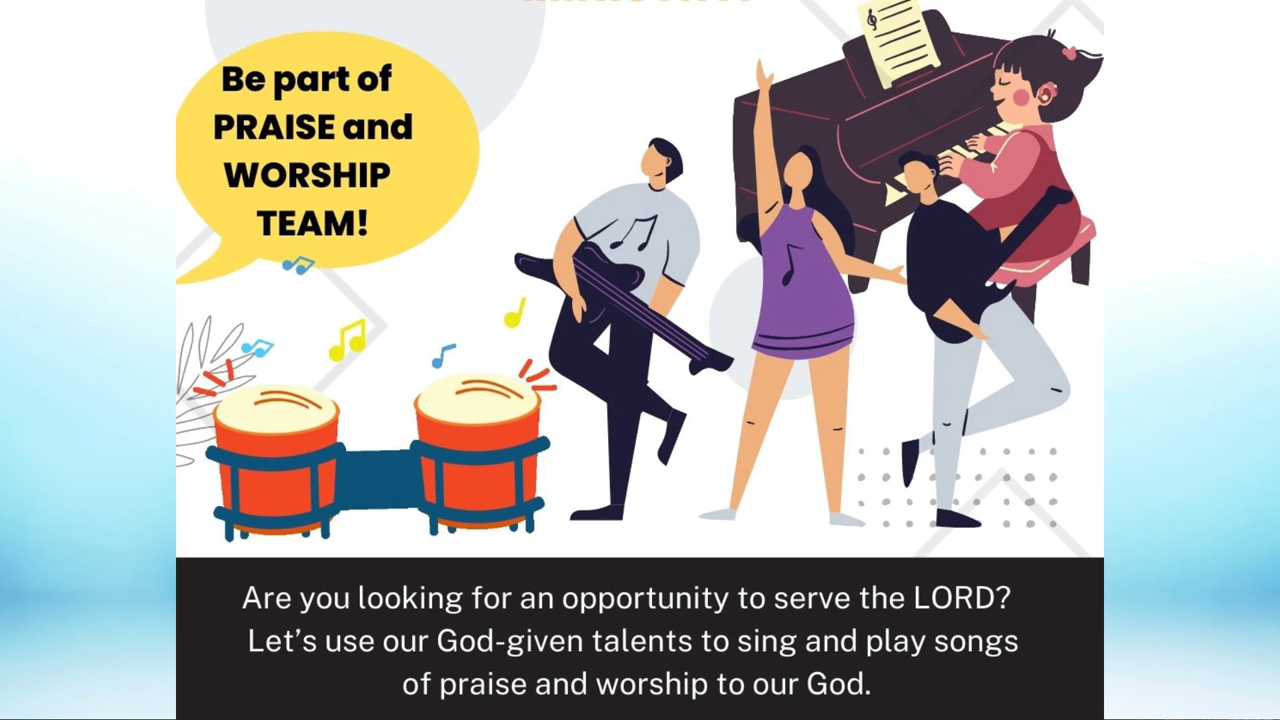 Be part of
PRAISE and
WORSHIP
TEAM!
Are you looking for an opportunity to serve the LORD?
Let’s use our God-given talents to sing and play songs
of praise and worship to our God.